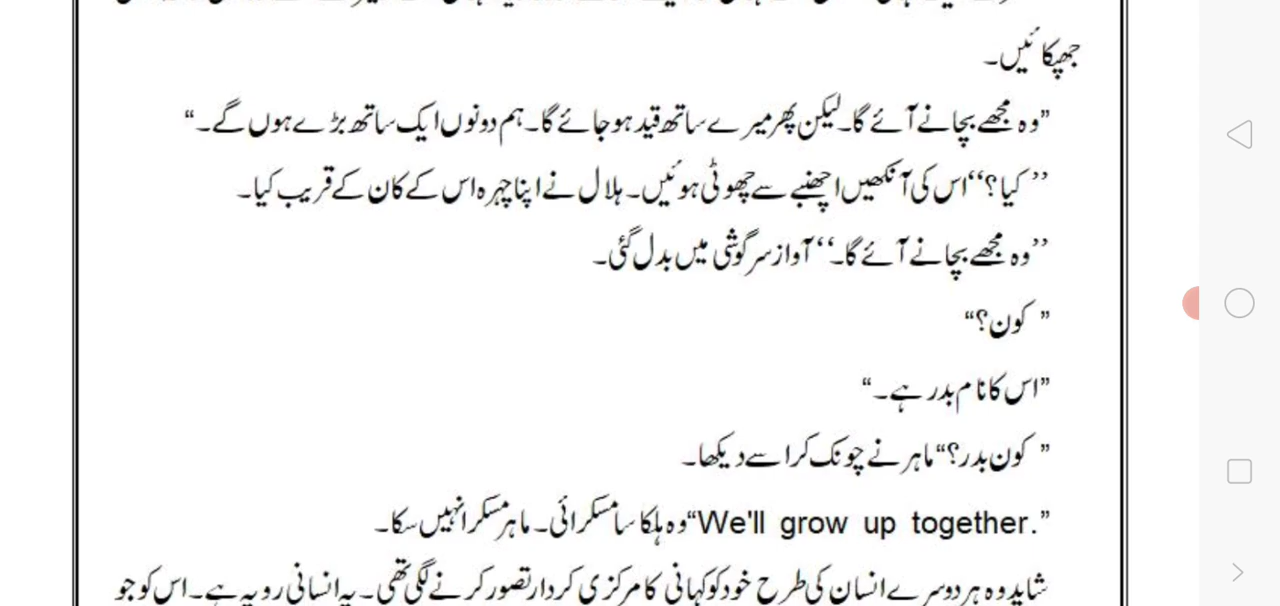 جھپکائیں۔
”وہ مجھے بچانے آئے گا۔لیکن پھر میرے ساتھ قید ہو جائے گا۔ہم دونوں ایک ساتھ بڑے ہوں گے۔“
’’کیا؟‘‘اس کی آنکھیں اچھنبے سے چھوٹی ہوئیں۔ ہلال نے اپنا چہرہ اس کے کان کے قریب کیا۔
’’وہ مجھے بچانے آئے گا۔‘‘آواز سرگوشی میں بدل گئی۔
” کون؟“
”اس کا نام بدر ہے۔“
” کون بدر؟“ماہر نے چونک کر اسے دیکھا۔
”We'll grow up together.“وہ ہلکا سا مسکرائی۔ ماہر مسکرا نہیں سکا۔
شاید وہ ہر دوسرے انسان کی طرح خود کو کہانی کا مرکزی کردار تصور کرنے لگی تھی۔ یہ انسانی رویہ ہے۔ اس کو جو